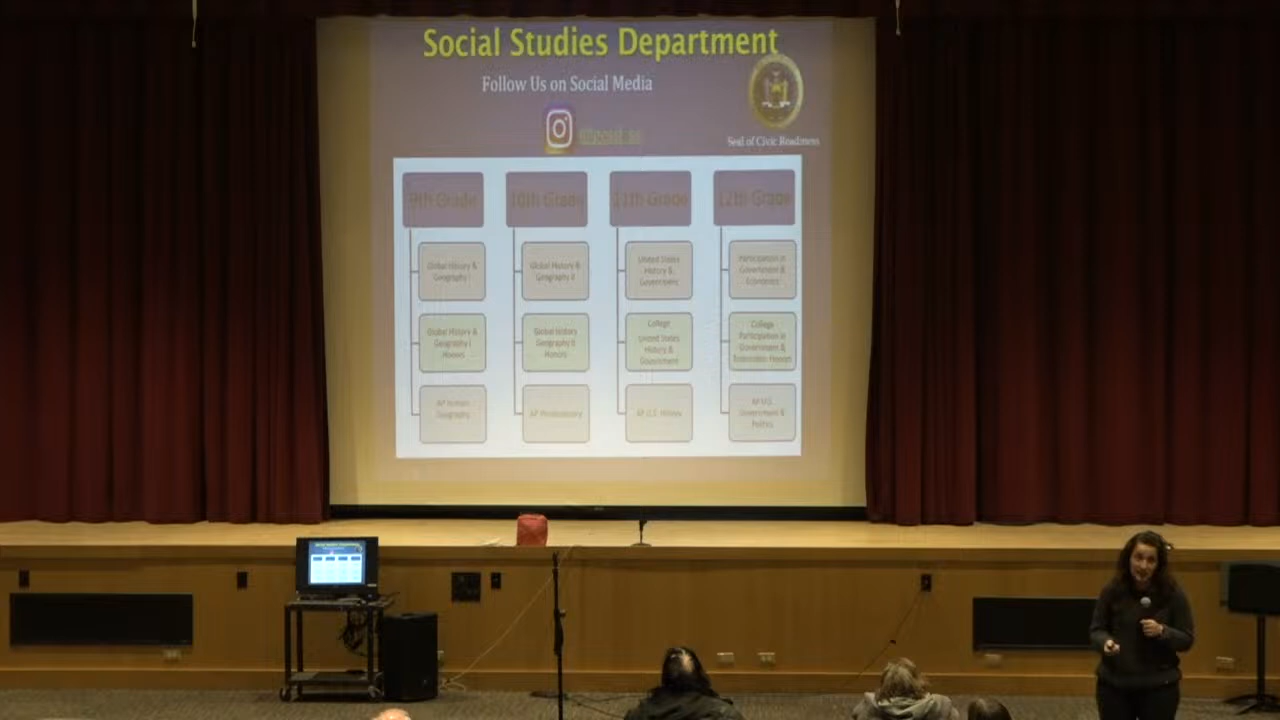 Social Studies Department
Follow Us on Social Media
Seal of Civic Readiness
9th Grade
10th Grade
11th Grade
12th Grade
Global History &
Geography I
Global History &
Geography II
United States
History &
Government
Participation in
Government &
Economics
Global History &
Geography I
Honors
Global History
Geography II
Honors
College
United States
History &
Government
College
Participation in
Government &
Economics Honors
AP Human
Geography
AP World History
AP U.S. History
AP U.S.
Government &
Politics